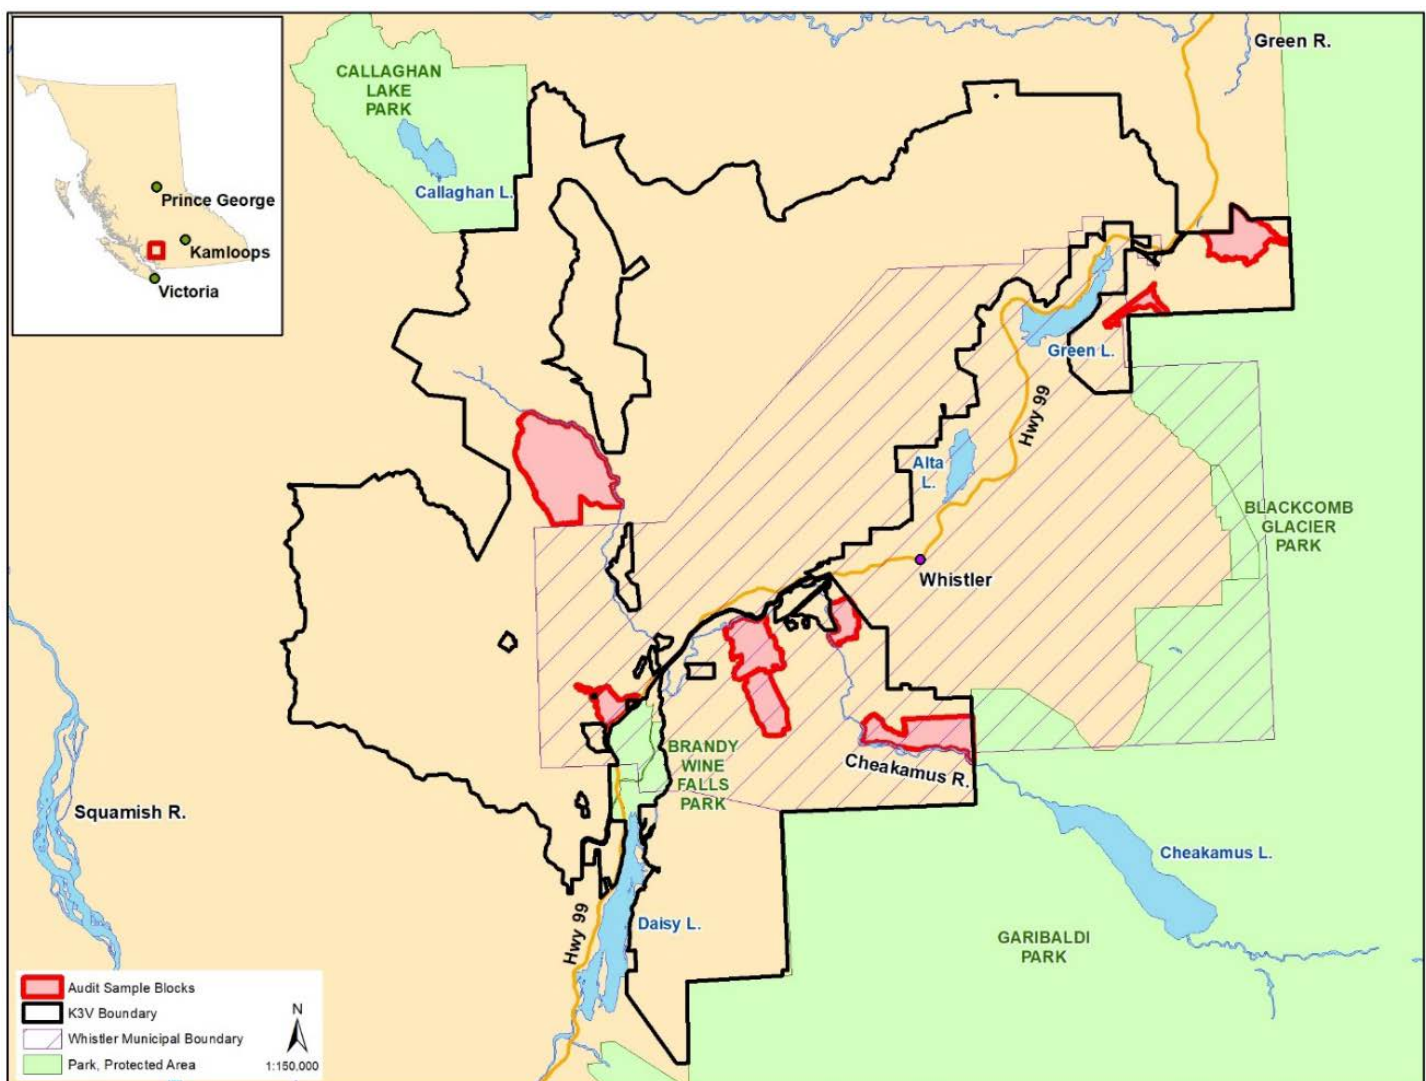 Green R.
CALLAGHAN
LAKE
PARK
Callaghan L.
Prince George
Kamloops
Victoria
Green L.
Hwy 99
Alta
L.
BLACKCOMB
GLACIER
PARK
Whistler
BRANDY
WINE
FALLS
PARK
Cheakamus R.
Squamish R.
Cheakamus L.
Daisy L.
Hwy 99
GARIBALDI
PARK
Audit Sample Blocks
K3V Boundary
Whistler Municipal Boundary
Park, Protected Area
N
1:150,000